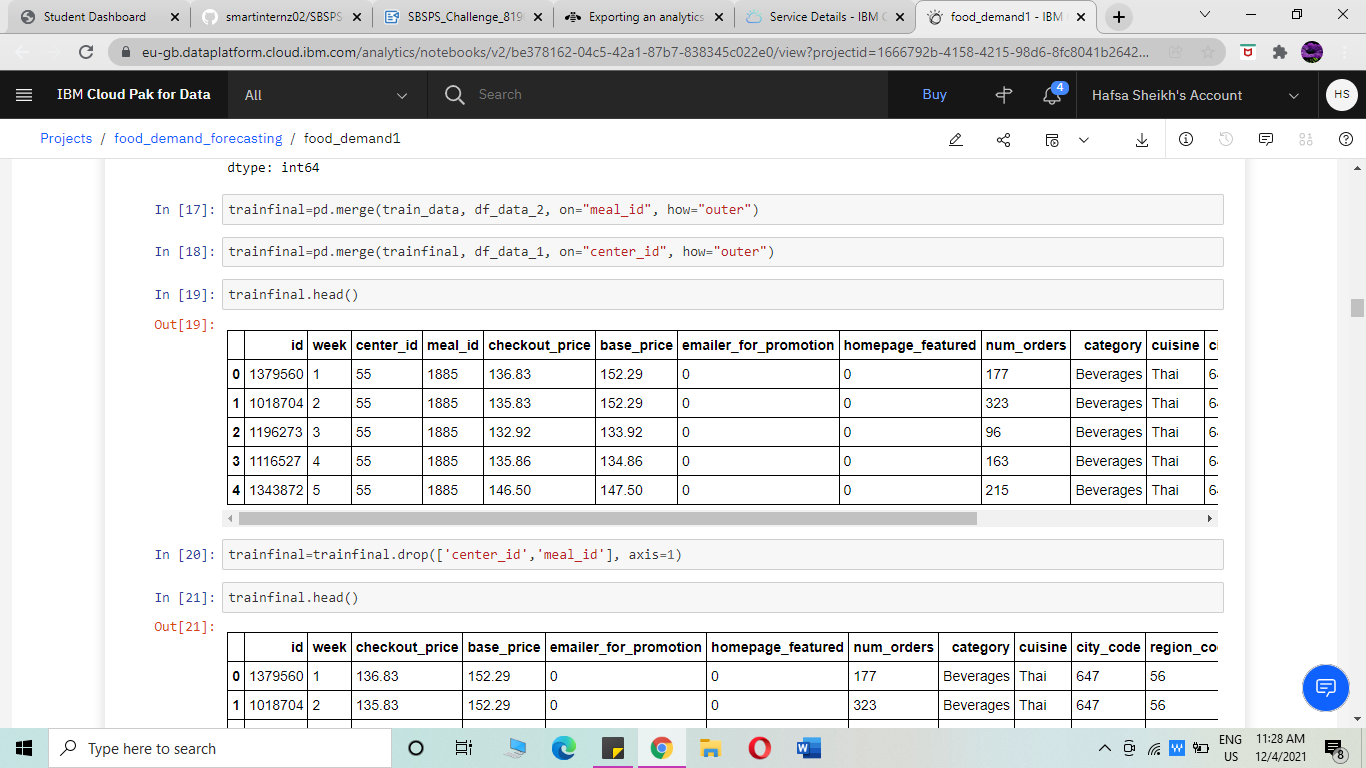 Student Dashboard
smartinternz02/SBSPS
SBSPS_Challenge_819
Exporting an analytics
Service Details - IBM C
food_demand1 - IBM
eu-gb.dataplatform.cloud.ibm.com/analytics/notebooks/v2/be378162-04c5-42a1-87b7-838345c022e0/view?projectid=1666792b-4158-4215-98d6-8fc8041b2642...
IBM Cloud Pak for Data
All
Search
Buy
4
Hafsa Sheikh's Account
HS
Projects / food_demand_forecasting / food_demand1
dtype: int64
In [17]: trainfinal=pd.merge(train_data, df_data_2, on="meal_id", how="outer")
In [18]: trainfinal=pd.merge(trainfinal, df_data_1, on="center_id", how="outer")
In [19]: trainfinal.head()
Out[19]:
id week center_id meal_id checkout_price base_price emailer_for_promotion homepage_featured num_orders category cuisine ci
0 1379560 1 55 1885 136.83 152.29 0 0 177 Beverages Thai 6
1 1018704 2 55 1885 135.83 152.29 0 0 323 Beverages Thai 6
2 1196273 3 55 1885 132.92 133.92 0 0 96 Beverages Thai 6
3 1116527 4 55 1885 135.86 134.86 0 0 163 Beverages Thai 6
4 1343872 5 55 1885 146.50 147.50 0 0 215 Beverages Thai 6
In [20]: trainfinal=trainfinal.drop(['center_id','meal_id'], axis=1)
In [21]: trainfinal.head()
Out[21]:
id week checkout_price base_price emailer_for_promotion homepage_featured num_orders category cuisine city_code region_co
0 1379560 1 136.83 152.29 0 0 177 Beverages Thai 647 56
1 1018704 2 135.83 152.29 0 0 323 Beverages Thai 647 56
Type here to search
ENG
US
11:28 AM
12/4/2021
8